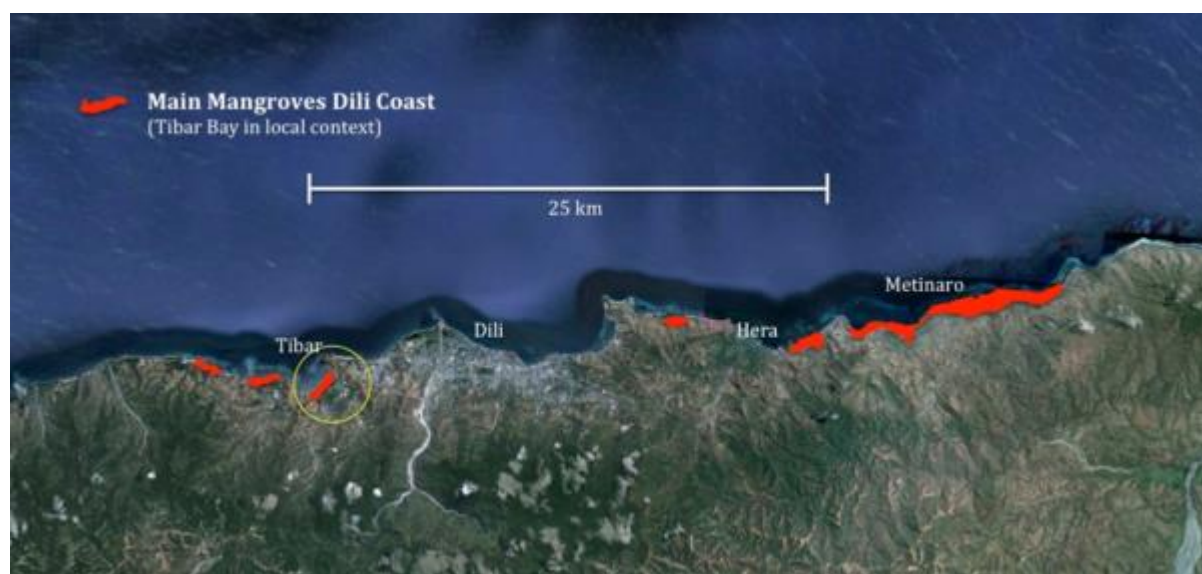 Main Mangroves Dili Coast
(Tibar Bay in local context)
25 km
Metinaro
Tibar
Dili
Hera